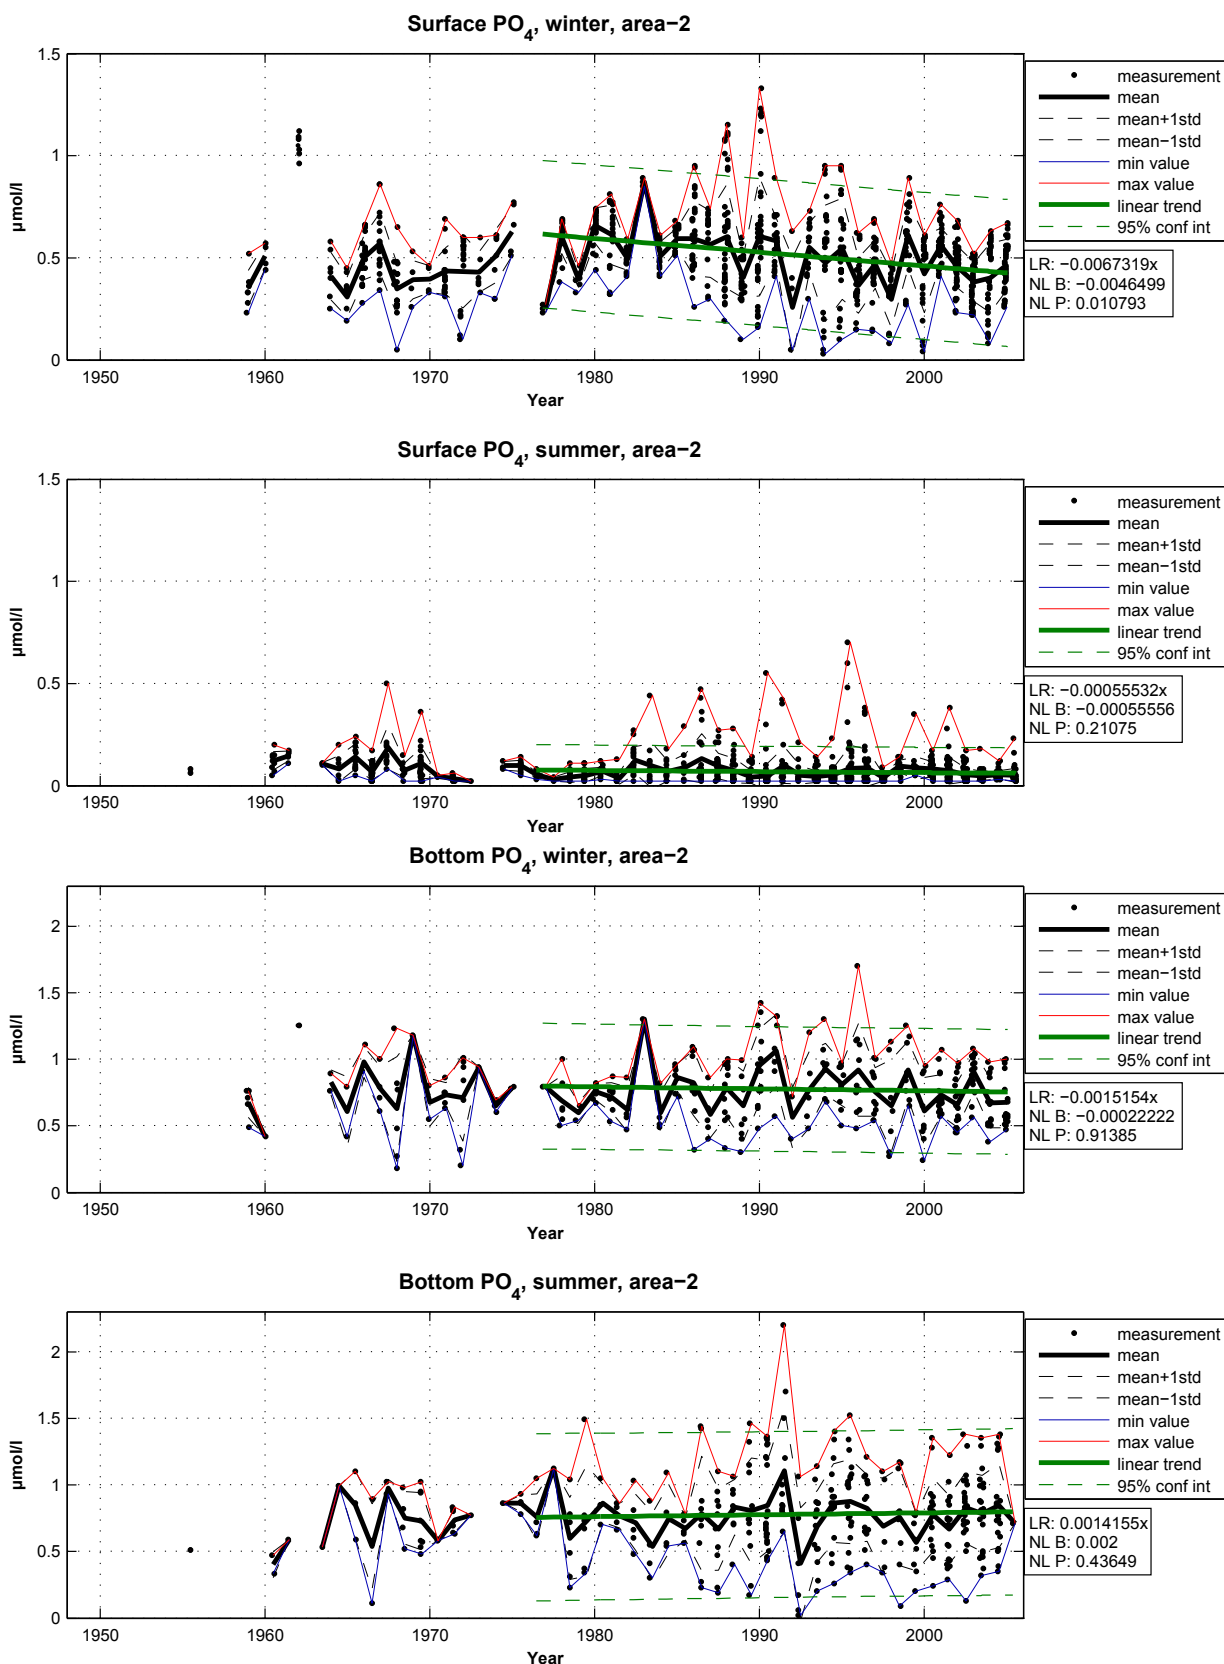 Surface PO4, winter, area−2
1.5
1
0.5
0
µmol/l
1950 1960 1970 1980 1990 2000
Year
measurement
mean
mean+1std
mean−1std
min value
max value
linear trend
95% conf int
LR: −0.0067319x
NL B: −0.0046499
NL P: 0.010793
Surface PO4, summer, area−2
1.5
1
0.5
0
µmol/l
1950 1960 1970 1980 1990 2000
Year
measurement
mean
mean+1std
mean−1std
min value
max value
linear trend
95% conf int
LR: −0.00055532x
NL B: −0.00055556
NL P: 0.21075
Bottom PO4, winter, area−2
2
1.5
1
0.5
0
µmol/l
1950 1960 1970 1980 1990 2000
Year
measurement
mean
mean+1std
mean−1std
min value
max value
linear trend
95% conf int
LR: −0.0015154x
NL B: −0.00022222
NL P: 0.91385
Bottom PO4, summer, area−2
2
1.5
1
0.5
0
µmol/l
1950 1960 1970 1980 1990 2000
Year
measurement
mean
mean+1std
mean−1std
min value
max value
linear trend
95% conf int
LR: 0.0014155x
NL B: 0.002
NL P: 0.43649